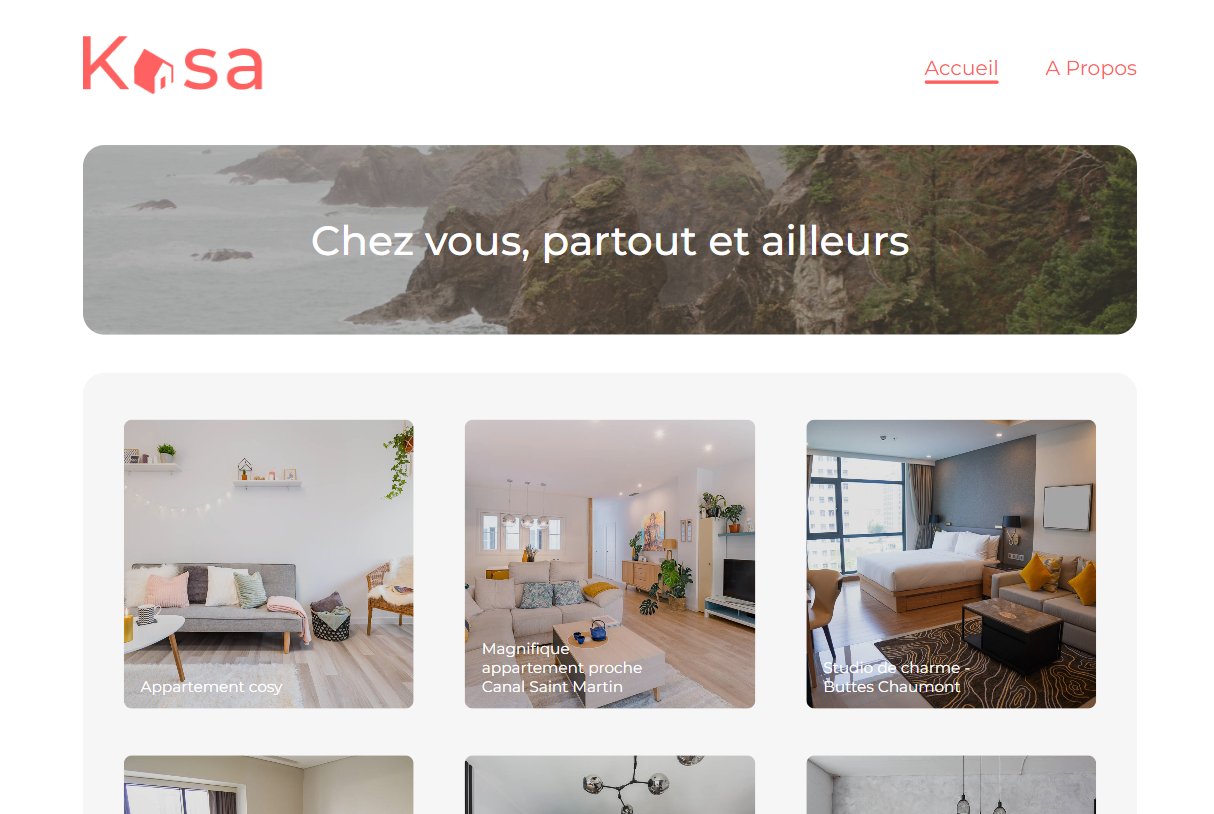 Kasa
Accueil
A Propos
Chez vous, partout et ailleurs
Appartement cosy
Magnifique
appartement proche
Canal Saint Martin
Studio de charme -
Buttes Chaumont